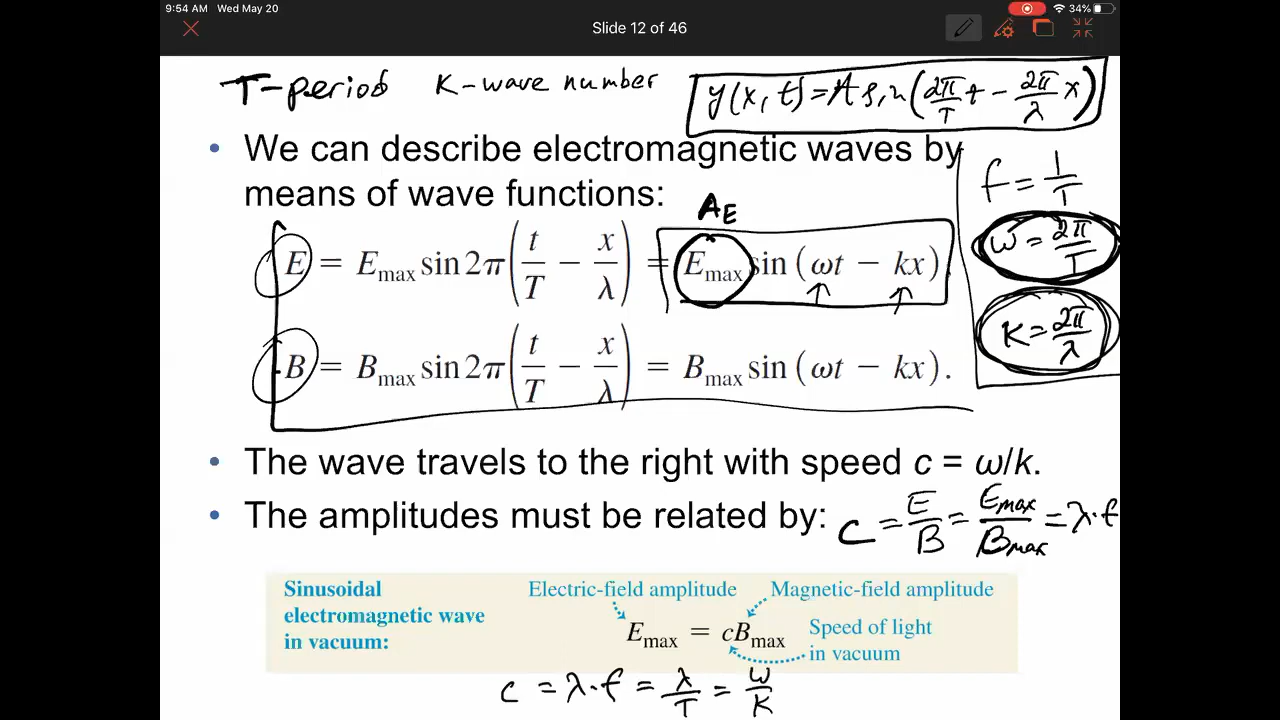 9:54 AM Wed May 20
34%
Slide 12 of 46
T-period K-wave number y(x, t) = A sin(2π/T t − 2π/λ x)
• We can describe electromagnetic waves by
means of wave functions:
f = 1/T
ω = 2π/T
K = 2π/λ
A_E
E = E_max sin 2π(t/T − x/λ) = E_max sin (ωt − kx)
B = B_max sin 2π(t/T − x/λ) = B_max sin (ωt − kx).
• The wave travels to the right with speed c = ω/k.
• The amplitudes must be related by: C = E/B = E_max/B_max = λ·f
Sinusoidal
electromagnetic wave
in vacuum:
Electric-field amplitude Magnetic-field amplitude
E_max = cB_max
Speed of light
in vacuum
c = λ·f = λ/T = ω/K